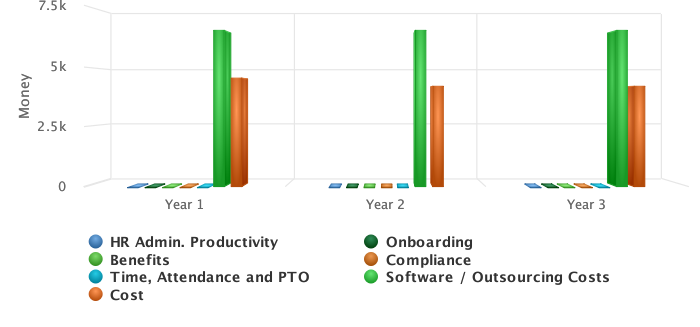 7.5k
5k
Money
2.5k
0
Year 1 Year 2 Year 3
HR Admin. Productivity Onboarding
Benefits Compliance
Time, Attendance and PTO Software / Outsourcing Costs
Cost